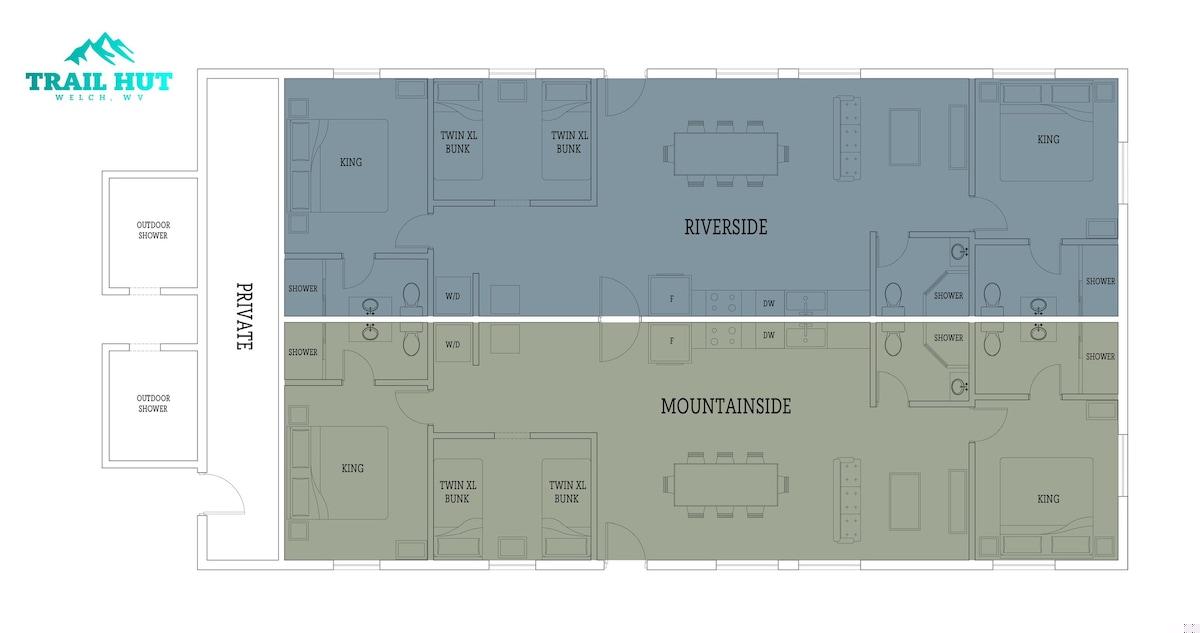 TRAIL HUT
WELCH, WV
KING
TWIN XL
BUNK
TWIN XL
BUNK
KING
RIVERSIDE
OUTDOOR
SHOWER
PRIVATE
SHOWER
W/D
F
DW
SHOWER
SHOWER
SHOWER
W/D
F
DW
SHOWER
SHOWER
OUTDOOR
SHOWER
MOUNTAINSIDE
KING
TWIN XL
BUNK
TWIN XL
BUNK
KING